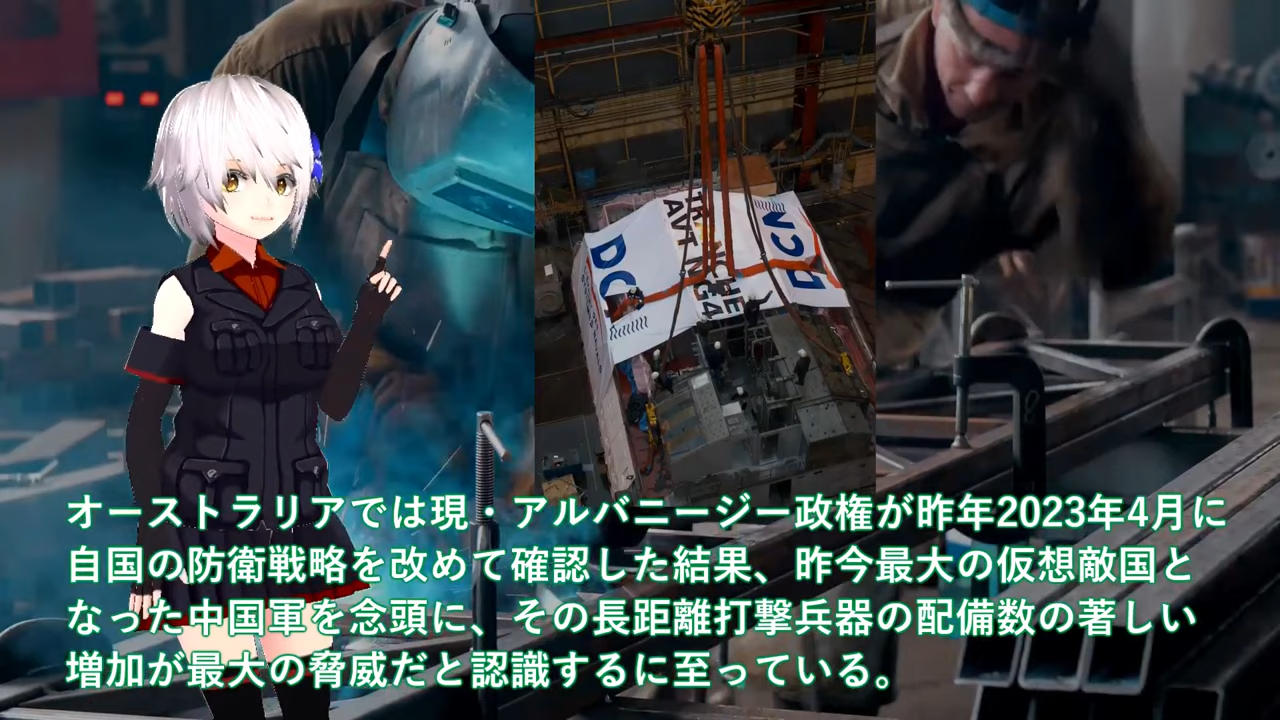 オーストラリアでは現・アルバニージー政権が昨年2023年4月に
自国の防衛戦略を改めて確認した結果、昨今最大の仮想敵国と
なった中国軍を念頭に、その長距離打撃兵器の配備数の著しい
増加が最大の脅威だと認識するに至っている。